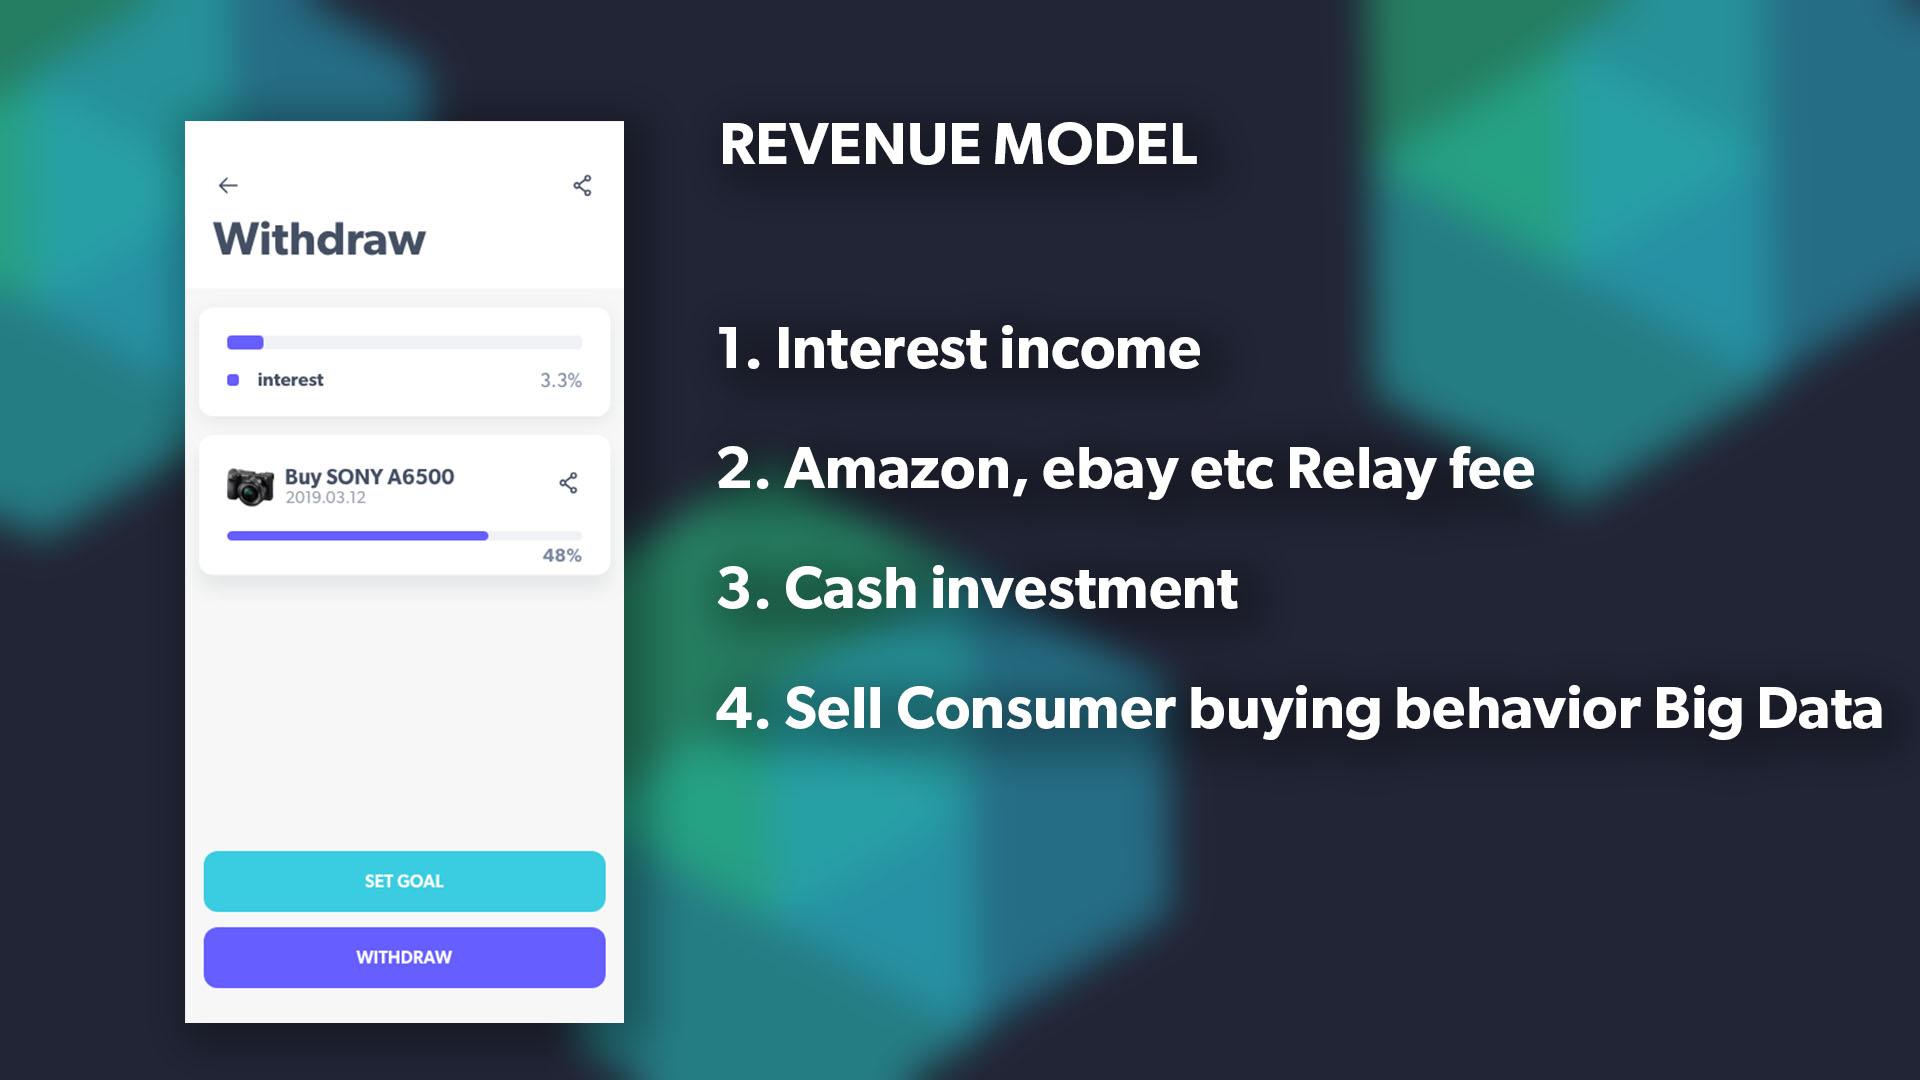 REVENUE MODEL
1. Interest income
2. Amazon, ebay etc Relay fee
3. Cash investment
4. Sell Consumer buying behavior Big Data
Withdraw
interest
3.3%
Buy SONY A6500
2019.03.12
48%
SET GOAL
WITHDRAW